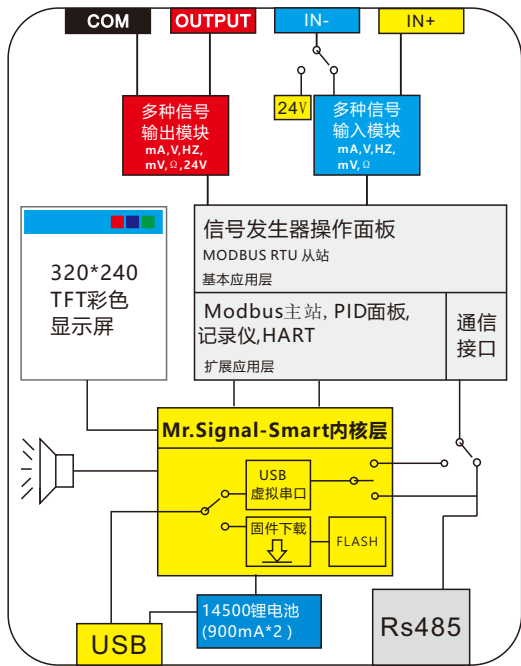 COM
OUTPUT
IN-
IN+
24V
多种信号
输出模块
mA,V,HZ,
mV,Ω,24V
多种信号
输入模块
mA,V,HZ,
mV,Ω
320*240
TFT彩色
显示屏
信号发生器操作面板
MODBUS RTU 从站
基本应用层
Modbus主站, PID面板,
记录仪,HART
扩展应用层
通信
接口
Mr.Signal-Smart内核层
USB
虚拟串口
固件下载
FLASH
14500锂电池
(900mA*2 )
USB
Rs485